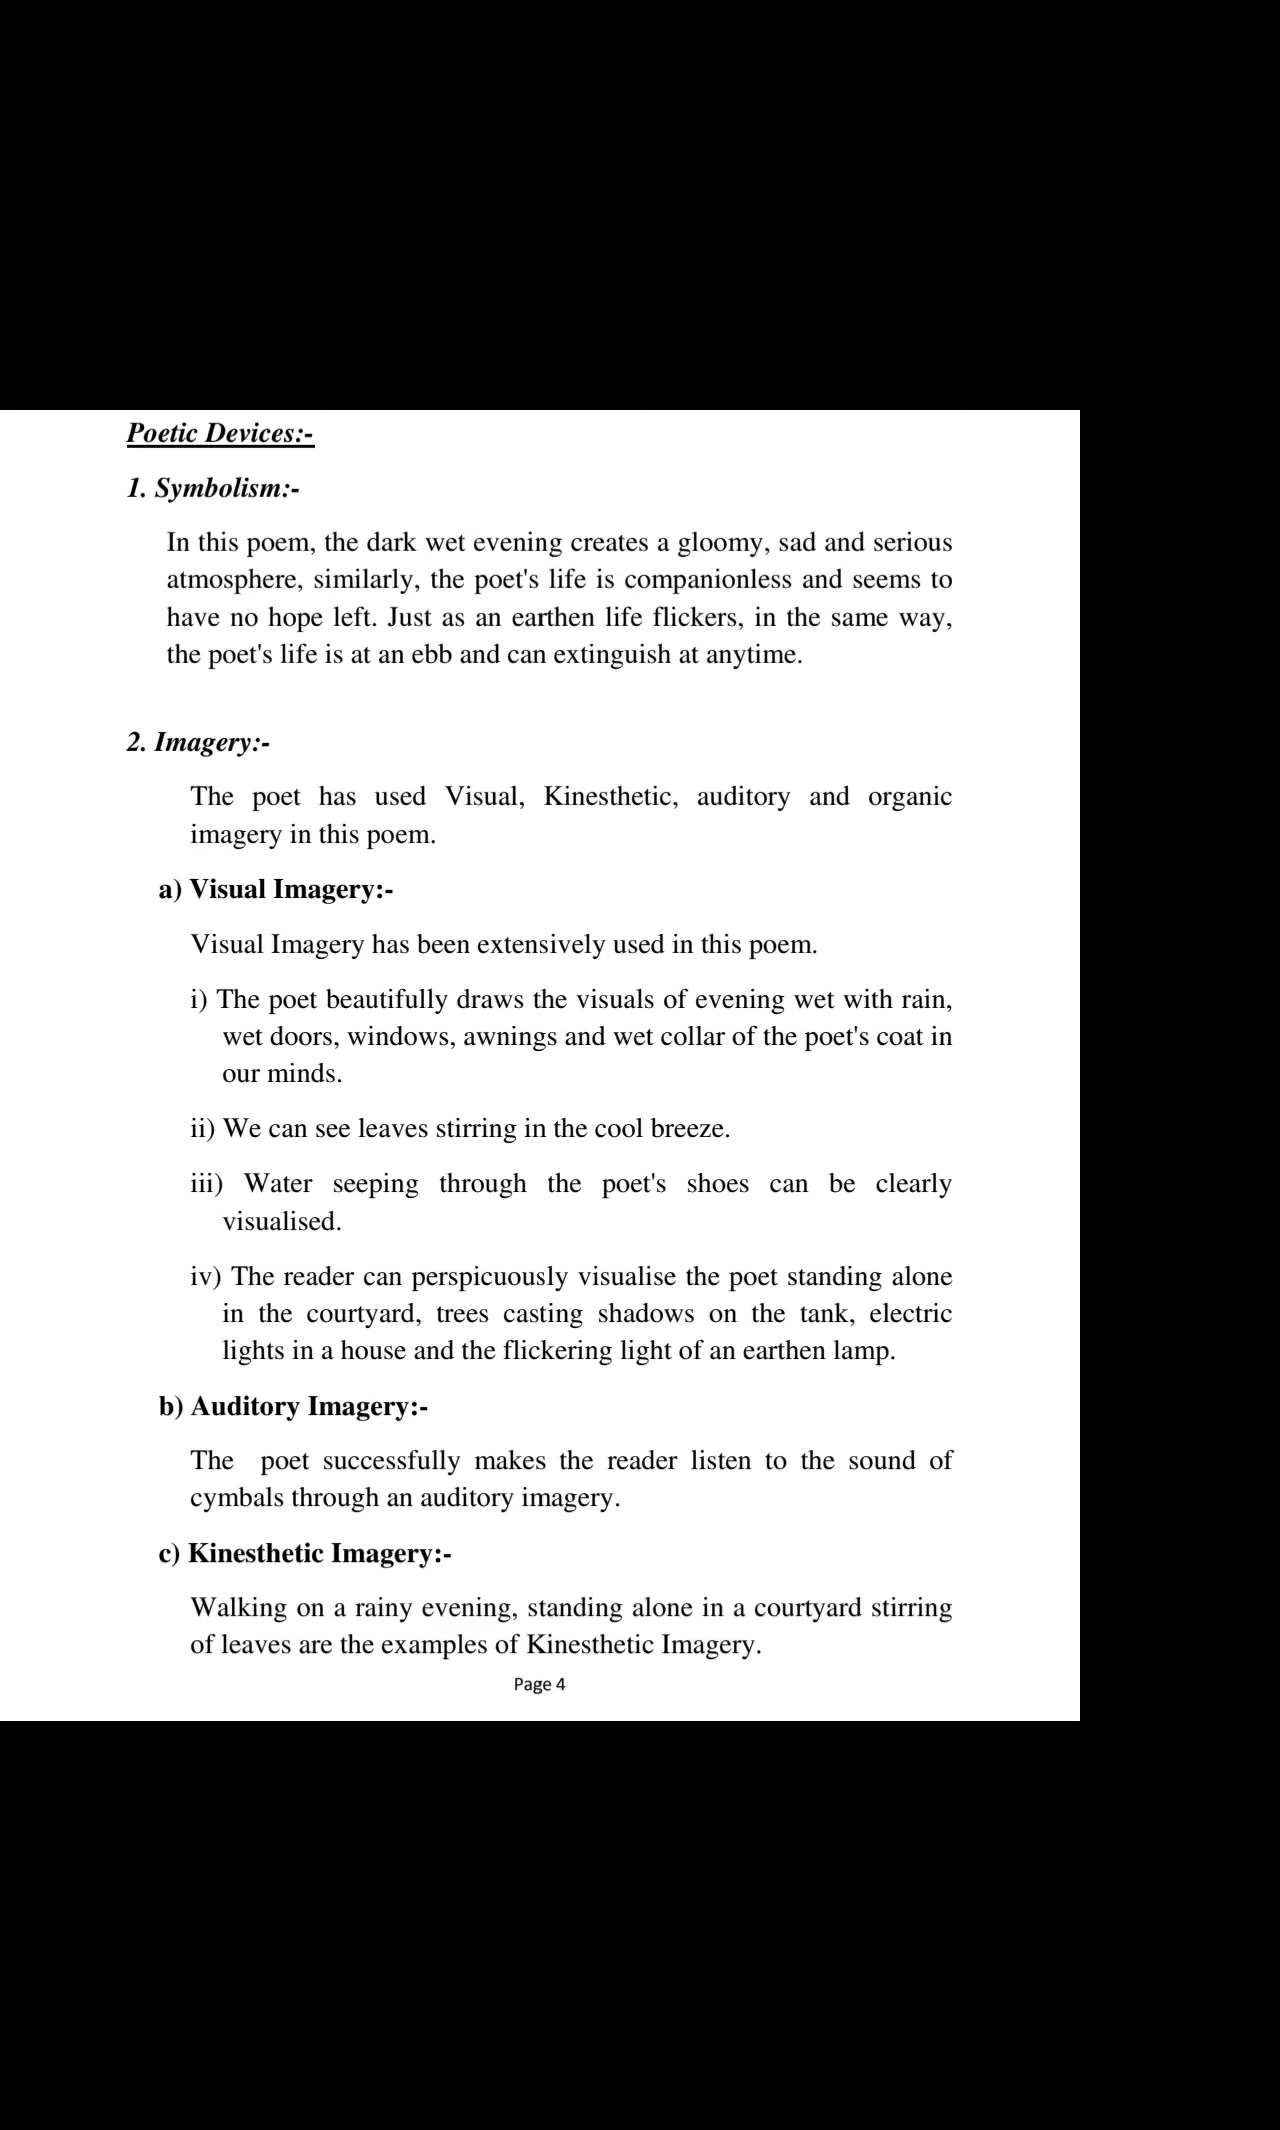 Poetic Devices:-
1. Symbolism:-
In this poem, the dark wet evening creates a gloomy, sad and serious
atmosphere, similarly, the poet's life is companionless and seems to
have no hope left. Just as an earthen life flickers, in the same way,
the poet's life is at an ebb and can extinguish at anytime.
2. Imagery:-
The poet has used Visual, Kinesthetic, auditory and organic
imagery in this poem.
a) Visual Imagery:-
Visual Imagery has been extensively used in this poem.
i) The poet beautifully draws the visuals of evening wet with rain,
wet doors, windows, awnings and wet collar of the poet's coat in
our minds.
ii) We can see leaves stirring in the cool breeze.
iii) Water seeping through the poet's shoes can be clearly
visualised.
iv) The reader can perspicuously visualise the poet standing alone
in the courtyard, trees casting shadows on the tank, electric
lights in a house and the flickering light of an earthen lamp.
b) Auditory Imagery:-
The poet successfully makes the reader listen to the sound of
cymbals through an auditory imagery.
c) Kinesthetic Imagery:-
Walking on a rainy evening, standing alone in a courtyard stirring
of leaves are the examples of Kinesthetic Imagery.
Page 4